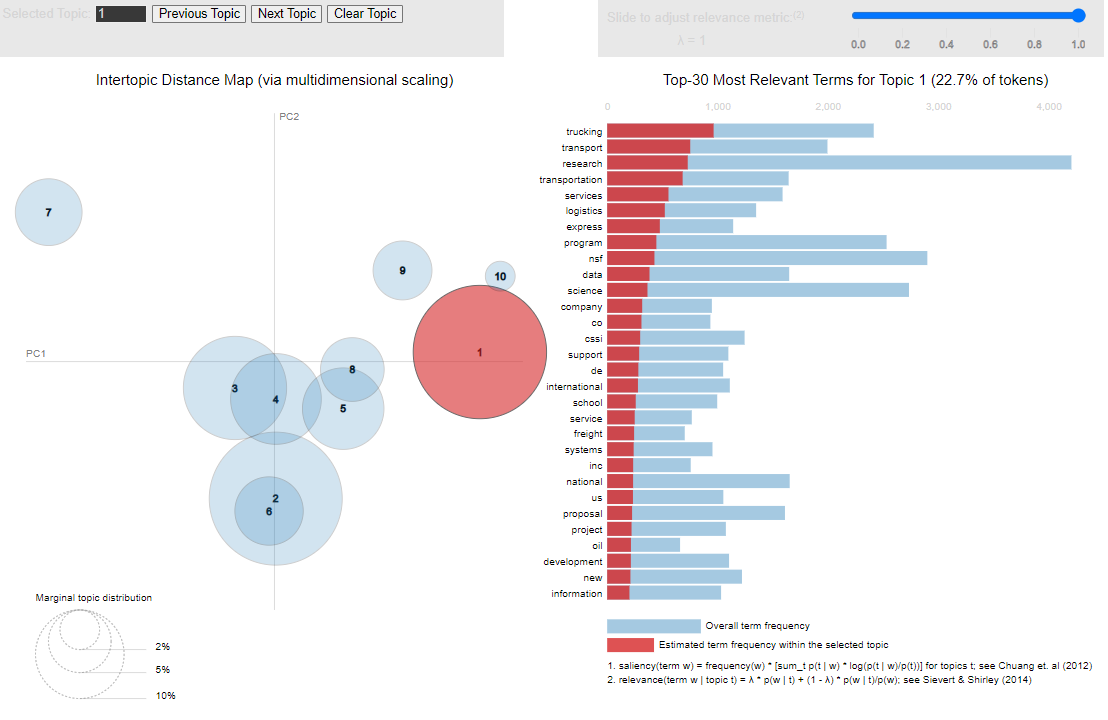 Selected Topic: 1 Previous Topic Next Topic Clear Topic
Slide to adjust relevance metric:(2)
λ = 1
0.0 0.2 0.4 0.6 0.8 1.0
Intertopic Distance Map (via multidimensional scaling)
PC2
PC1
7
9
10
1
8
3
4
5
2
6
Marginal topic distribution
2%
5%
10%
Top-30 Most Relevant Terms for Topic 1 (22.7% of tokens)
0 1,000 2,000 3,000 4,000
trucking
transport
research
transportation
services
logistics
express
program
nsf
data
science
company
co
cssi
support
de
international
school
service
freight
systems
inc
national
us
proposal
project
oil
development
new
information
Overall term frequency
Estimated term frequency within the selected topic
1. saliency(term w) = frequency(w) * [sum_t p(t | w) * log(p(t | w)/p(t))] for topics t; see Chuang et. al (2012)
2. relevance(term w | topic t) = λ * p(w | t) + (1 - λ) * p(w | t)/p(w); see Sievert & Shirley (2014)